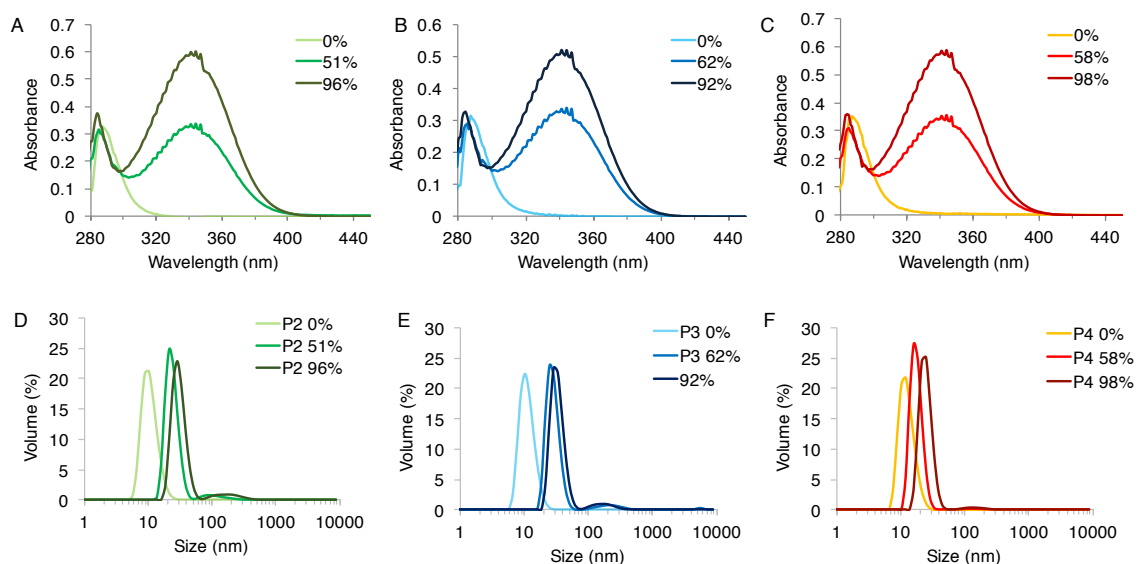 A
0%
51%
96%
0.7
0.6
0.5
0.4
0.3
0.2
0.1
0
Absorbance
280 320 360 400 440
Wavelength (nm)
B
0%
62%
92%
0.6
0.5
0.4
0.3
0.2
0.1
0
Absorbance
280 320 360 400 440
Wavelength (nm)
C
0%
58%
98%
0.7
0.6
0.5
0.4
0.3
0.2
0.1
0
Absorbance
280 320 360 400 440
Wavelength (nm)
D
P2 0%
P2 51%
P2 96%
30
25
20
15
10
5
0
Volume (%)
1 10 100 1000 10000
Size (nm)
E
P3 0%
P3 62%
92%
30
25
20
15
10
5
0
Volume (%)
1 10 100 1000 10000
Size (nm)
F
P4 0%
P4 58%
P4 98%
30
25
20
15
10
5
0
Volume (%)
1 10 100 1000 10000
Size (nm)